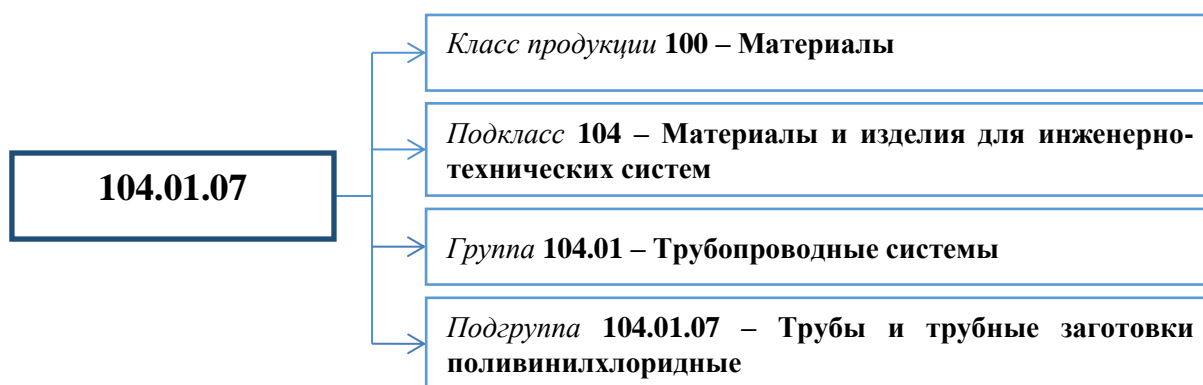 104.01.07
Класс продукции 100 – Материалы
Подкласс 104 – Материалы и изделия для инженерно-
технических систем
Группа 104.01 – Трубопроводные системы
Подгруппа 104.01.07 – Трубы и трубные заготовки
поливинилхлоридные